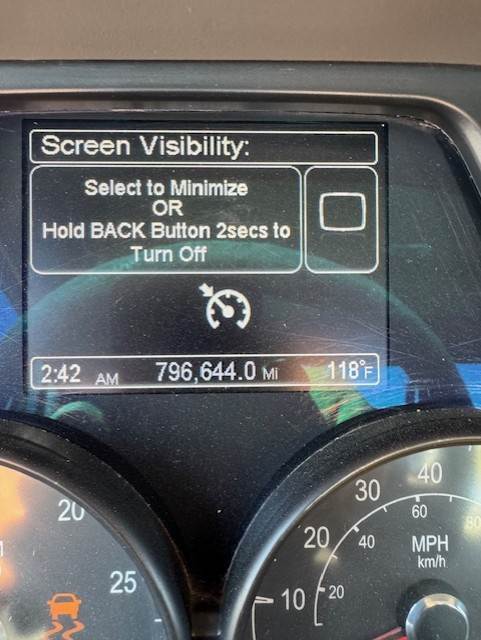 Screen Visibility:
Select to Minimize
OR
Hold BACK Button 2secs to
Turn Off
2:42 AM 796,644.0 Mi 118°F
20
25
10
20
30
40
20
40
60
80
MPH
km/h